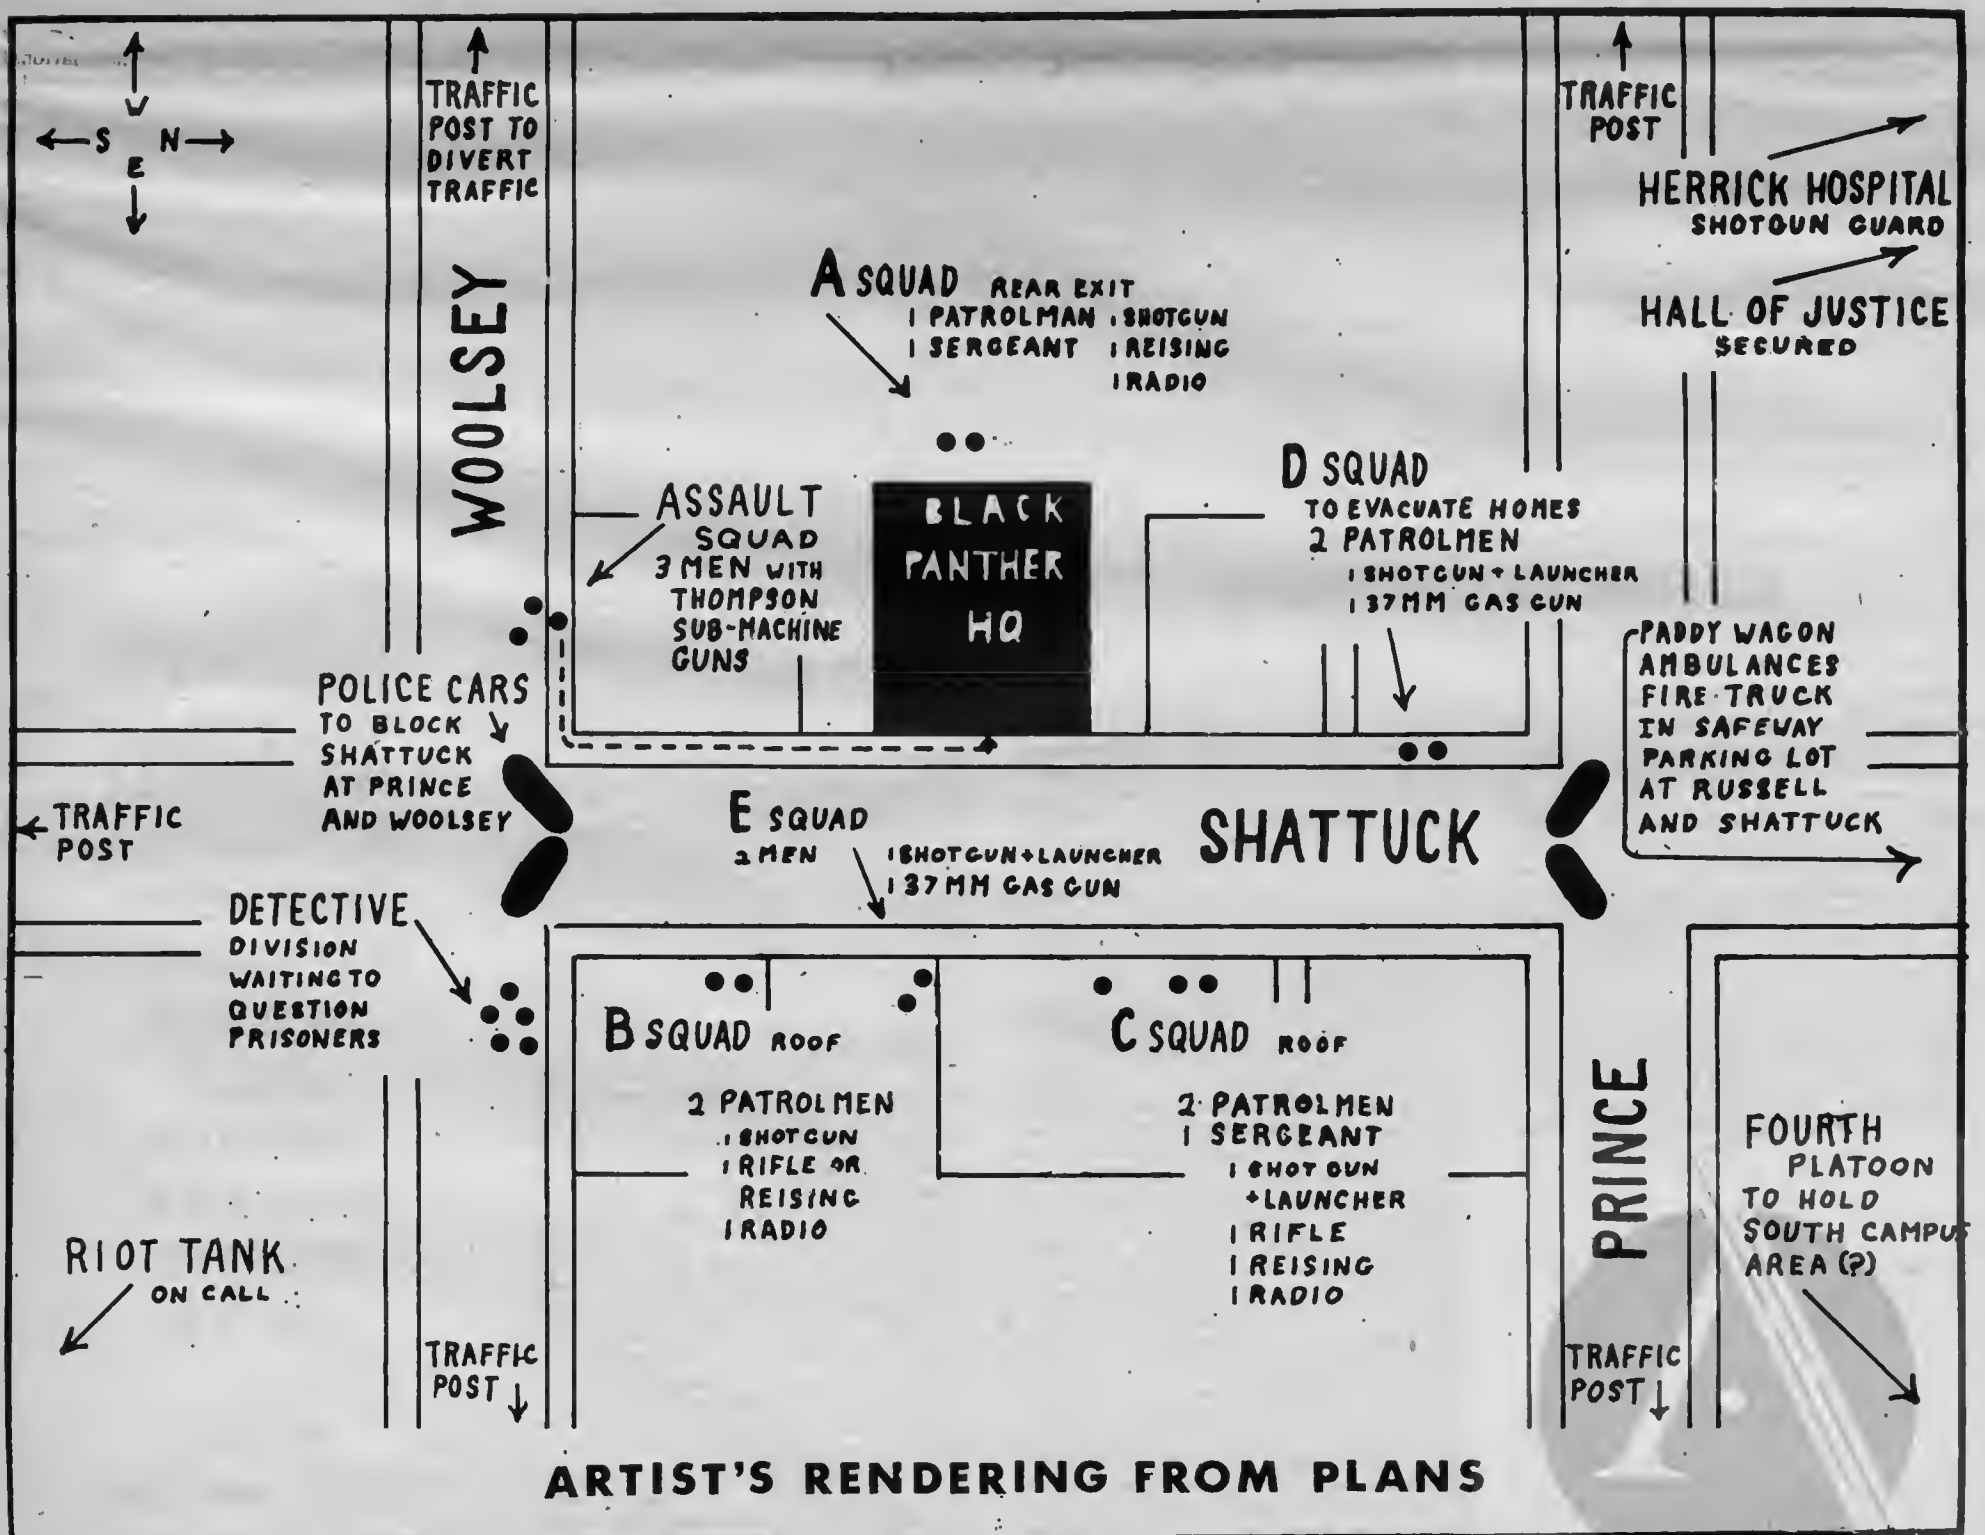 W
S N
E
TRAFFIC
POST TO
DIVERT
TRAFFIC
WOOLSEY
TRAFFIC
POST
HERRICK HOSPITAL
SHOTGUN GUARD
HALL OF JUSTICE
SECURED
A SQUAD REAR EXIT
1 PATROLMAN 1 SHOTGUN
1 SERGEANT 1 REISING
1 RADIO
ASSAULT
SQUAD
3 MEN WITH
THOMPSON
SUB-MACHINE
GUNS
BLACK
PANTHER
HQ
D SQUAD
TO EVACUATE HOMES
2 PATROLMEN
1 SHOTGUN + LAUNCHER
1 37MM GAS GUN
POLICE CARS
TO BLOCK
SHATTUCK
AT PRINCE
AND WOOLSEY
PADDY WAGON
AMBULANCES
FIRE TRUCK
IN SAFEWAY
PARKING LOT
AT RUSSELL
AND SHATTUCK
TRAFFIC
POST
E SQUAD
2 MEN 1 SHOTGUN + LAUNCHER
1 37MM GAS GUN
SHATTUCK
DETECTIVE
DIVISION
WAITING TO
QUESTION
PRISONERS
B SQUAD ROOF
2 PATROLMEN
1 SHOTGUN
1 RIFLE OR
REISING
1 RADIO
C SQUAD ROOF
2 PATROLMEN
1 SERGEANT
1 SHOT GUN
+ LAUNCHER
1 RIFLE
1 REISING
1 RADIO
PRINCE
FOURTH
PLATOON
TO HOLD
SOUTH CAMPUS
AREA (?)
RIOT TANK
ON CALL
TRAFFIC
POST
TRAFFIC
POST
ARTIST'S RENDERING FROM PLANS